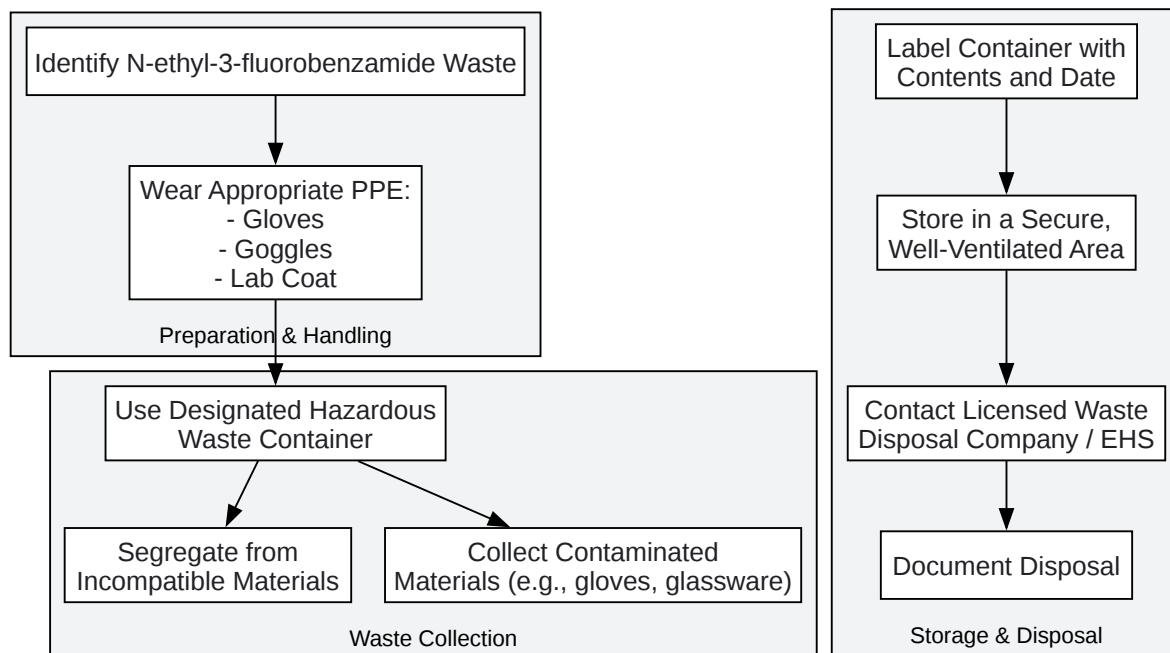 Identify N-ethyl-3-fluorobenzamide Waste
Wear Appropriate PPE:
- Gloves
- Goggles
- Lab Coat
Preparation & Handling
Use Designated Hazardous
Waste Container
Segregate from
Incompatible Materials
Collect Contaminated
Materials (e.g., gloves, glassware)
Waste Collection
Label Container with
Contents and Date
Store in a Secure,
Well-Ventilated Area
Contact Licensed Waste
Disposal Company / EHS
Document Disposal
Storage & Disposal